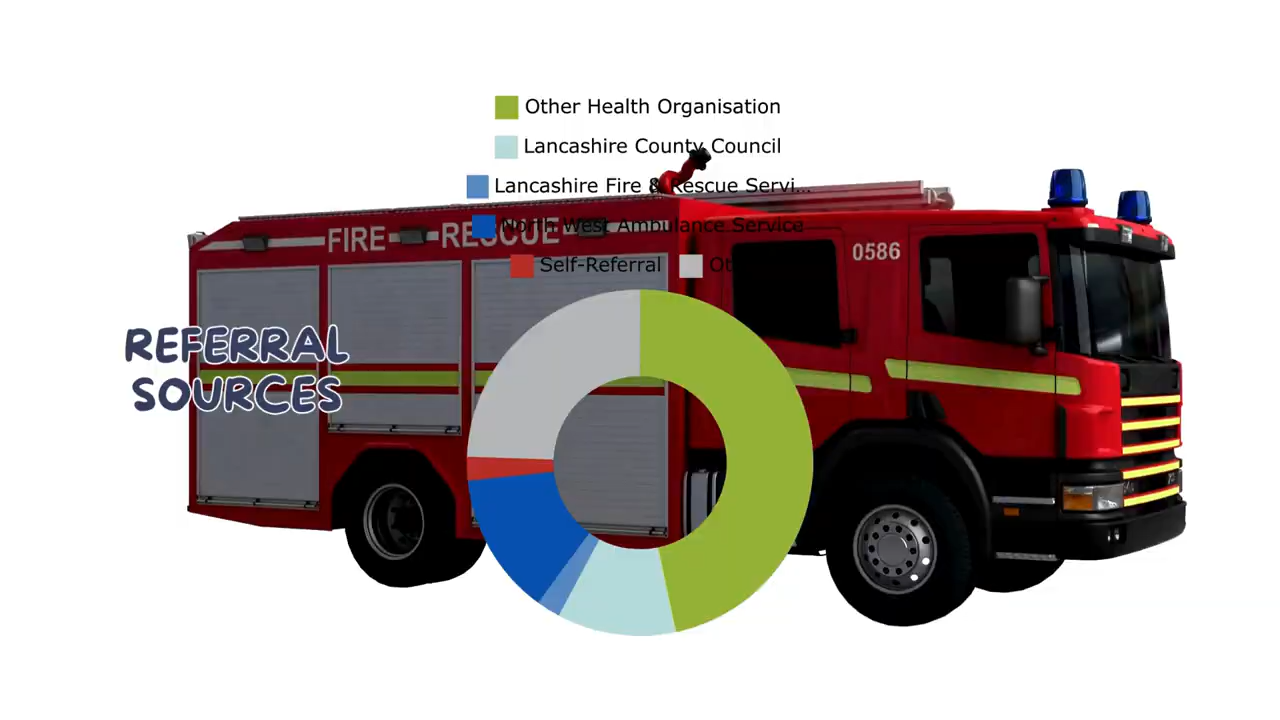 Other Health Organisation
Lancashire County Council
Lancashire Fire & Rescue Servi...
North West Ambulance Service
Self-Referral
FIRE RESCUE
0586
REFERRAL
SOURCES